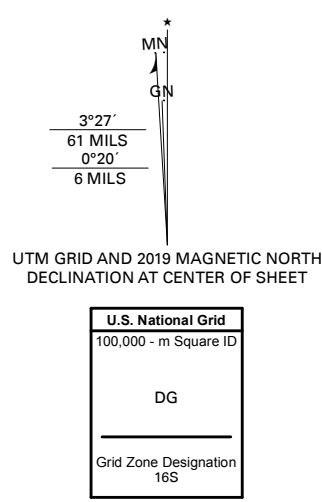 ★
MN
GN
3°27´
61 MILS
0°20´
6 MILS
UTM GRID AND 2019 MAGNETIC NORTH
DECLINATION AT CENTER OF SHEET
U.S. National Grid
100,000 - m Square ID
DG
Grid Zone Designation
16S